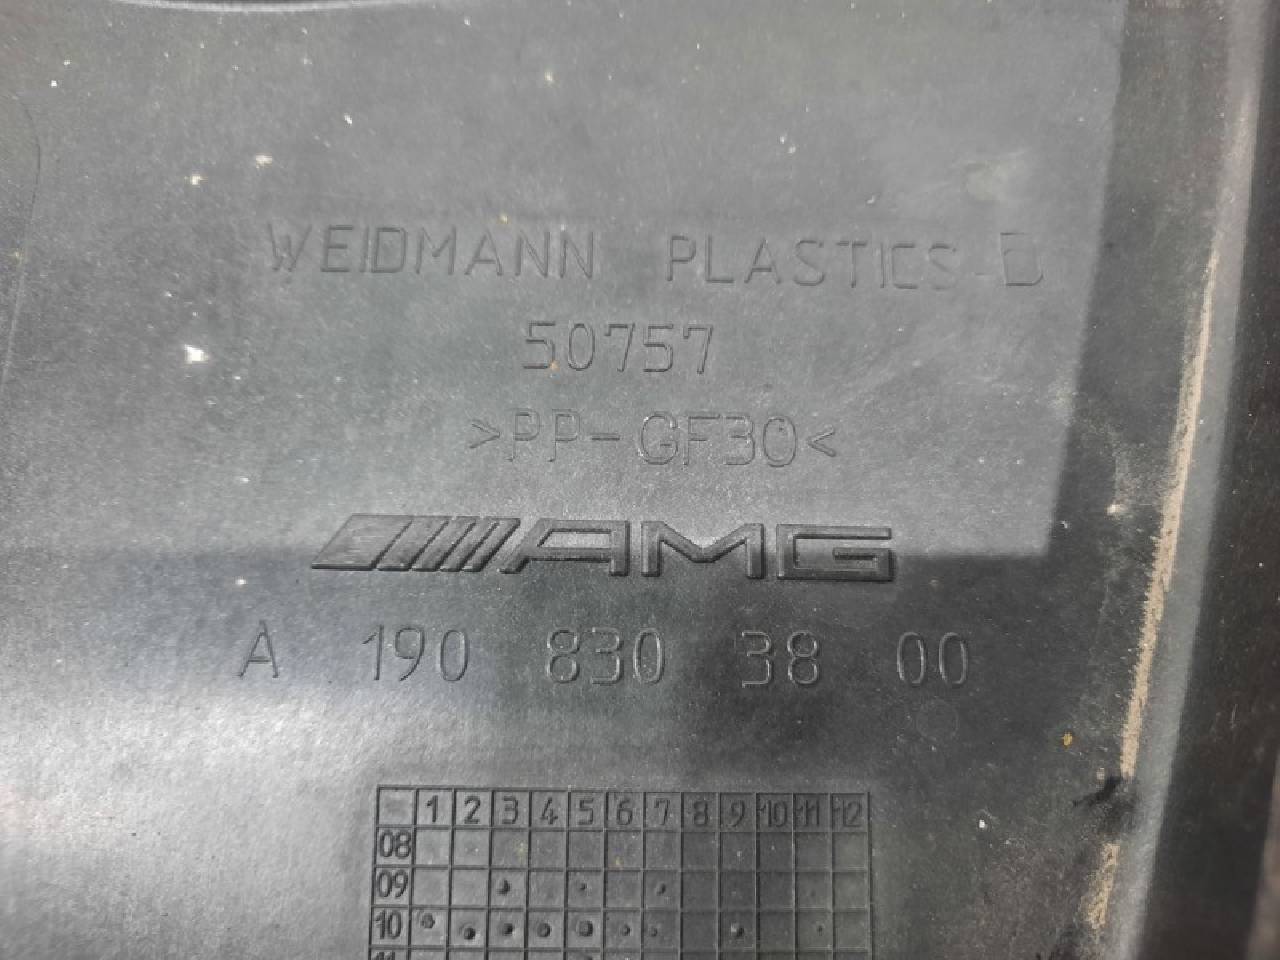 WEIDMANN PLASTICS-D
50757
>PP-GF30<
AMG
A 190 830 38 00
1 2 3 4 5 6 7 8 9 10 11 12
08
09
10